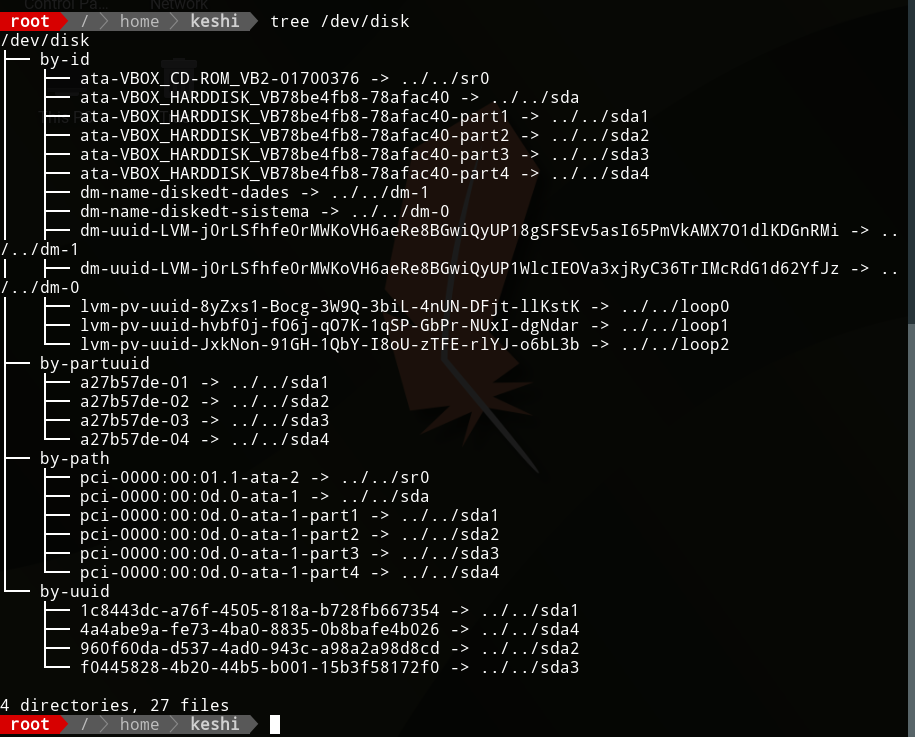 root / home keshi tree /dev/disk
/dev/disk
├── by-id
│   ├── ata-VBOX_CD-ROM_VB2-01700376 -> ../../sr0
│   ├── ata-VBOX_HARDDISK_VB78be4fb8-78afac40 -> ../../sda
│   ├── ata-VBOX_HARDDISK_VB78be4fb8-78afac40-part1 -> ../../sda1
│   ├── ata-VBOX_HARDDISK_VB78be4fb8-78afac40-part2 -> ../../sda2
│   ├── ata-VBOX_HARDDISK_VB78be4fb8-78afac40-part3 -> ../../sda3
│   ├── ata-VBOX_HARDDISK_VB78be4fb8-78afac40-part4 -> ../../sda4
│   ├── dm-name-diskedt-dades -> ../../dm-1
│   ├── dm-name-diskedt-sistema -> ../../dm-0
│   ├── dm-uuid-LVM-j0rLSfhfe0rMWKoVH6aeRe8BGwiQyUP18gSFSEv5asI65PmVkAMX7O1dlKDGnRMi -> ..
/../dm-1
│   ├── dm-uuid-LVM-j0rLSfhfe0rMWKoVH6aeRe8BGwiQyUP1WlcIEOVa3xjRyC36TrIMcRdG1d62YfJz -> ..
/../dm-0
│   ├── lvm-pv-uuid-8yZxs1-Bocg-3W9Q-3biL-4nUN-DFjt-llKstK -> ../../loop0
│   ├── lvm-pv-uuid-hvbf0j-fO6j-qO7K-1qSP-GbPr-NUxI-dgNdar -> ../../loop1
│   └── lvm-pv-uuid-JxkNon-91GH-1QbY-I8oU-zTFE-rlYJ-o6bL3b -> ../../loop2
├── by-partuuid
│   ├── a27b57de-01 -> ../../sda1
│   ├── a27b57de-02 -> ../../sda2
│   ├── a27b57de-03 -> ../../sda3
│   └── a27b57de-04 -> ../../sda4
├── by-path
│   ├── pci-0000:00:01.1-ata-2 -> ../../sr0
│   ├── pci-0000:00:0d.0-ata-1 -> ../../sda
│   ├── pci-0000:00:0d.0-ata-1-part1 -> ../../sda1
│   ├── pci-0000:00:0d.0-ata-1-part2 -> ../../sda2
│   ├── pci-0000:00:0d.0-ata-1-part3 -> ../../sda3
│   └── pci-0000:00:0d.0-ata-1-part4 -> ../../sda4
└── by-uuid
    ├── 1c8443dc-a76f-4505-818a-b728fb667354 -> ../../sda1
    ├── 4a4abe9a-fe73-4ba0-8835-0b8bafe4b026 -> ../../sda4
    ├── 960f60da-d537-4ad0-943c-a98a2a98d8cd -> ../../sda2
    └── f0445828-4b20-44b5-b001-15b3f58172f0 -> ../../sda3

4 directories, 27 files
root / home keshi